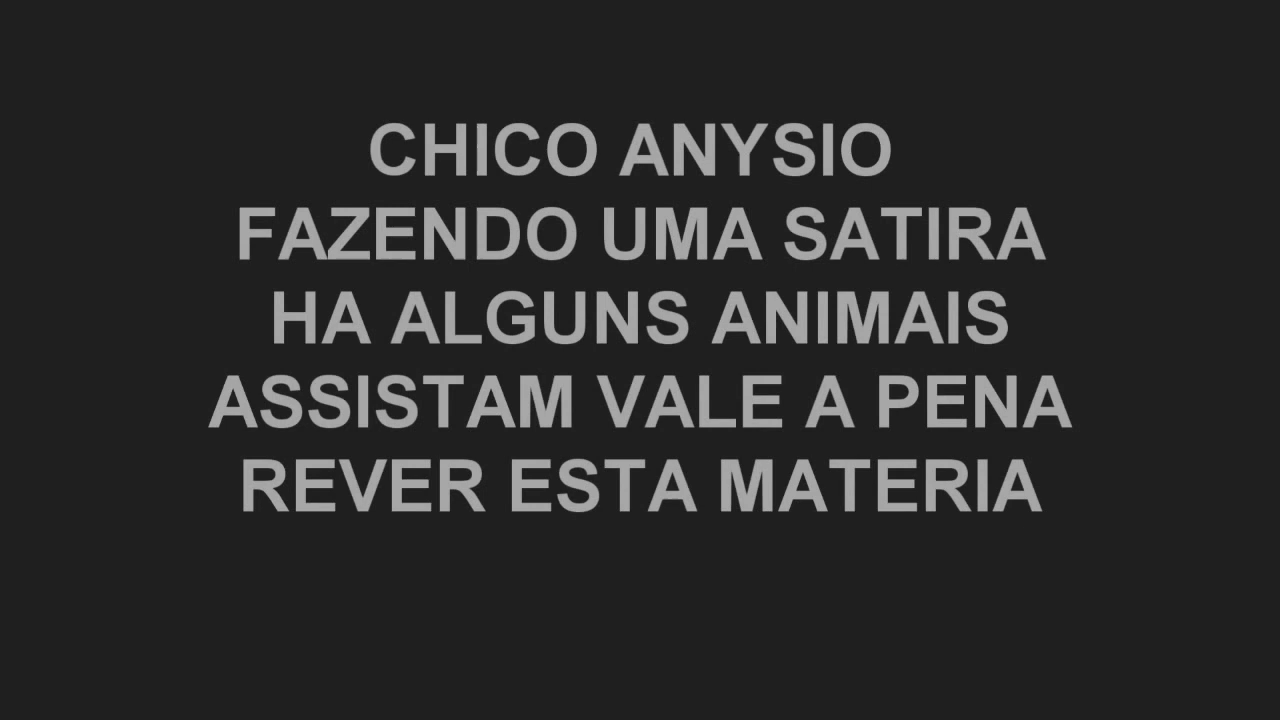 CHICO ANYSIO
FAZENDO UMA SATIRA
HA ALGUNS ANIMAIS
ASSISTAM VALE A PENA
REVER ESTA MATERIA